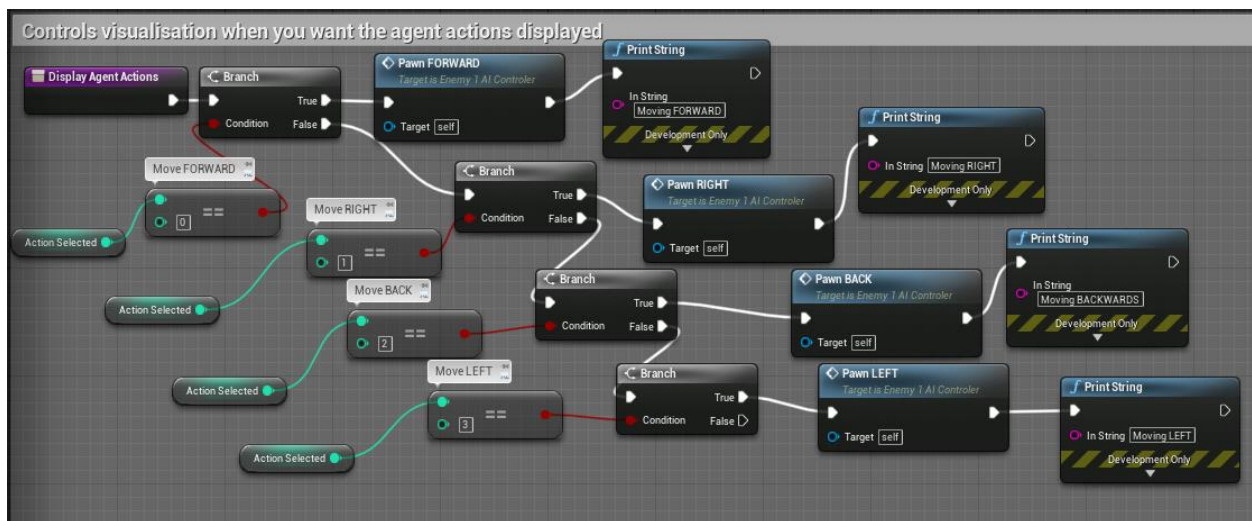 Controls visualisation when you want the agent actions displayed
Display Agent Actions
Branch
True
Condition
False
Pawn FORWARD
Target is Enemy 1 AI Controler
Target self
Print String
In String
Moving FORWARD
Development Only
Move FORWARD
==
0
Action Selected
Branch
True
Condition
False
Pawn RIGHT
Target is Enemy 1 AI Controler
Target self
Print String
In String Moving RIGHT
Development Only
Move RIGHT
==
1
Action Selected
Branch
True
Condition
False
Pawn BACK
Target is Enemy 1 AI Controler
Target self
Print String
In String
Moving BACKWARDS
Development Only
Move BACK
==
2
Action Selected
Branch
True
Condition
False
Pawn LEFT
Target is Enemy 1 AI Controler
Target self
Print String
In String Moving LEFT
Development Only
Move LEFT
==
3
Action Selected